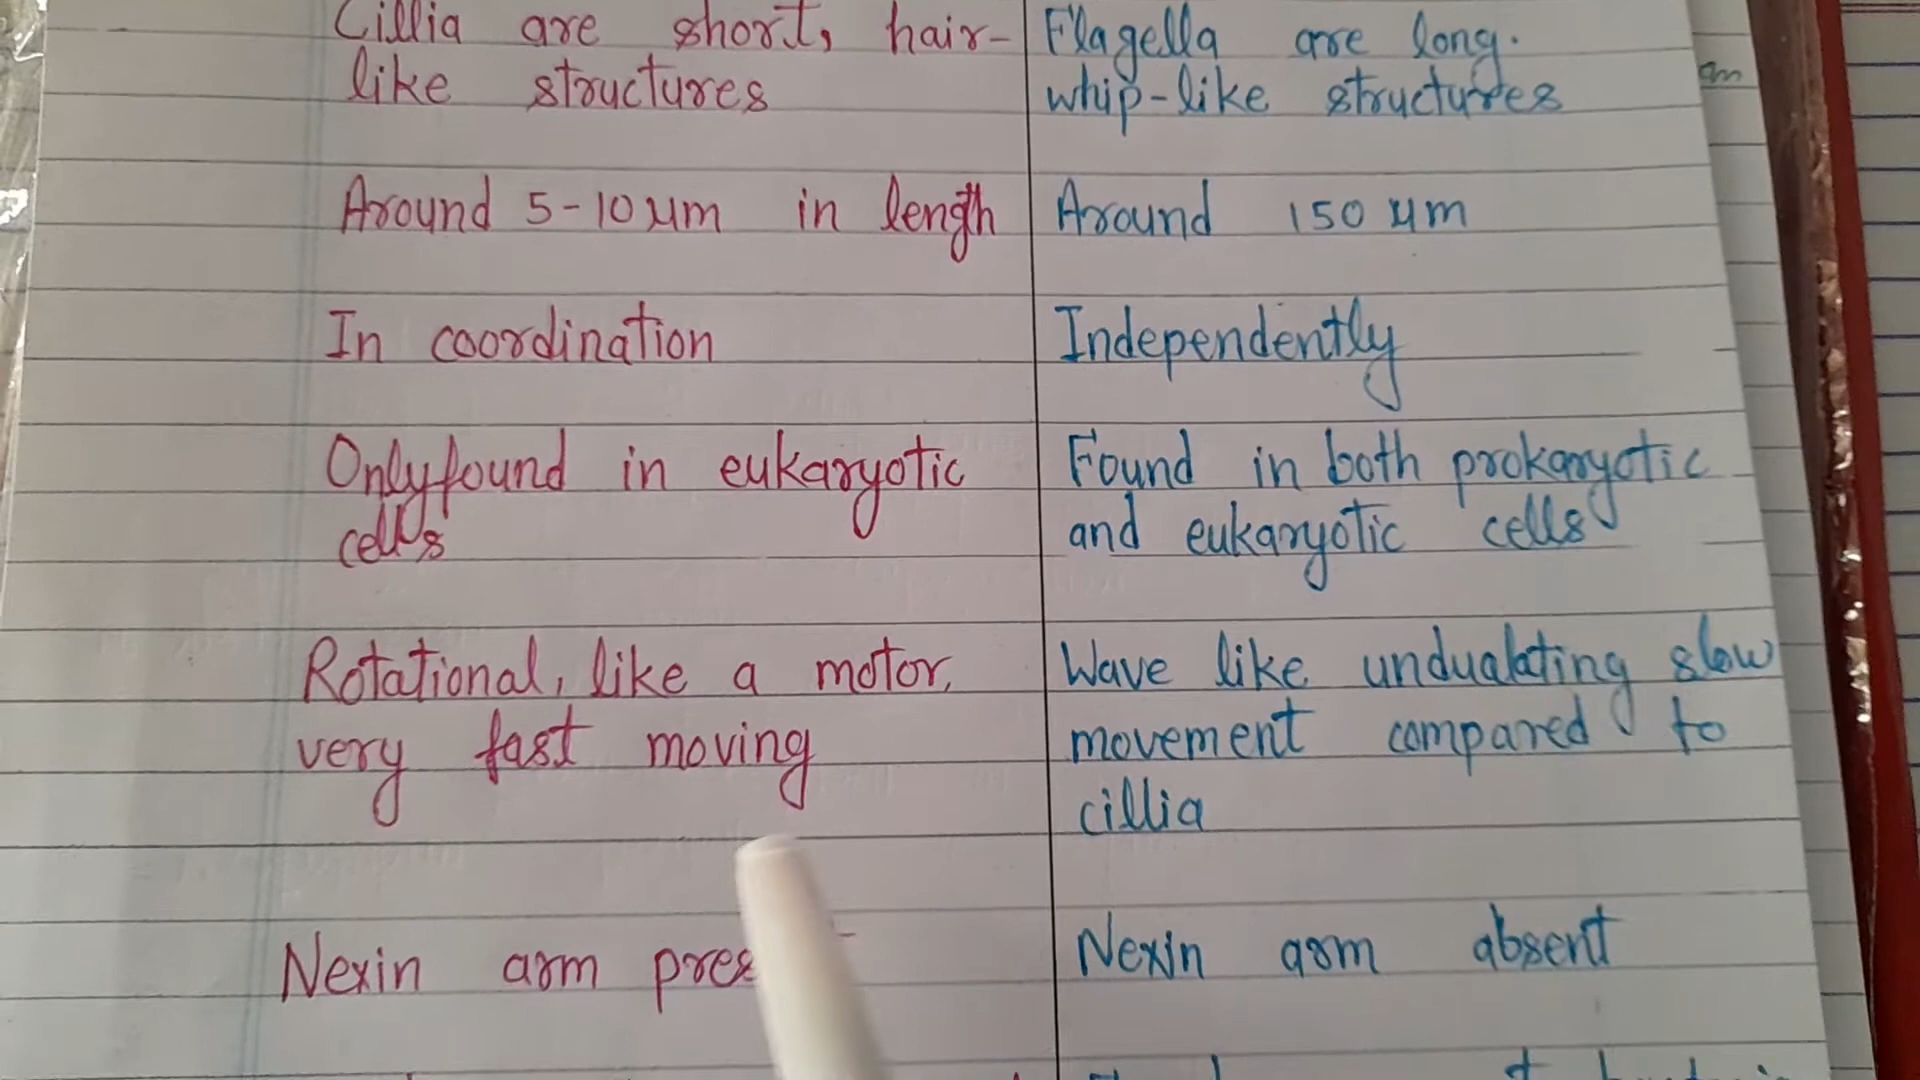 Cillia are short, hair-
like structures
Flagella are long.
whip-like structures
Around 5-10 µm in length
Around 150 µm
In coordination
Independently
Only found in eukaryotic
cells
Found in both prokaryotic
and eukaryotic cells
Rotational, like a motor,
very fast moving
Wave like undualating slow
movement compared to
cillia
Nexin arm
Nexin arm absent